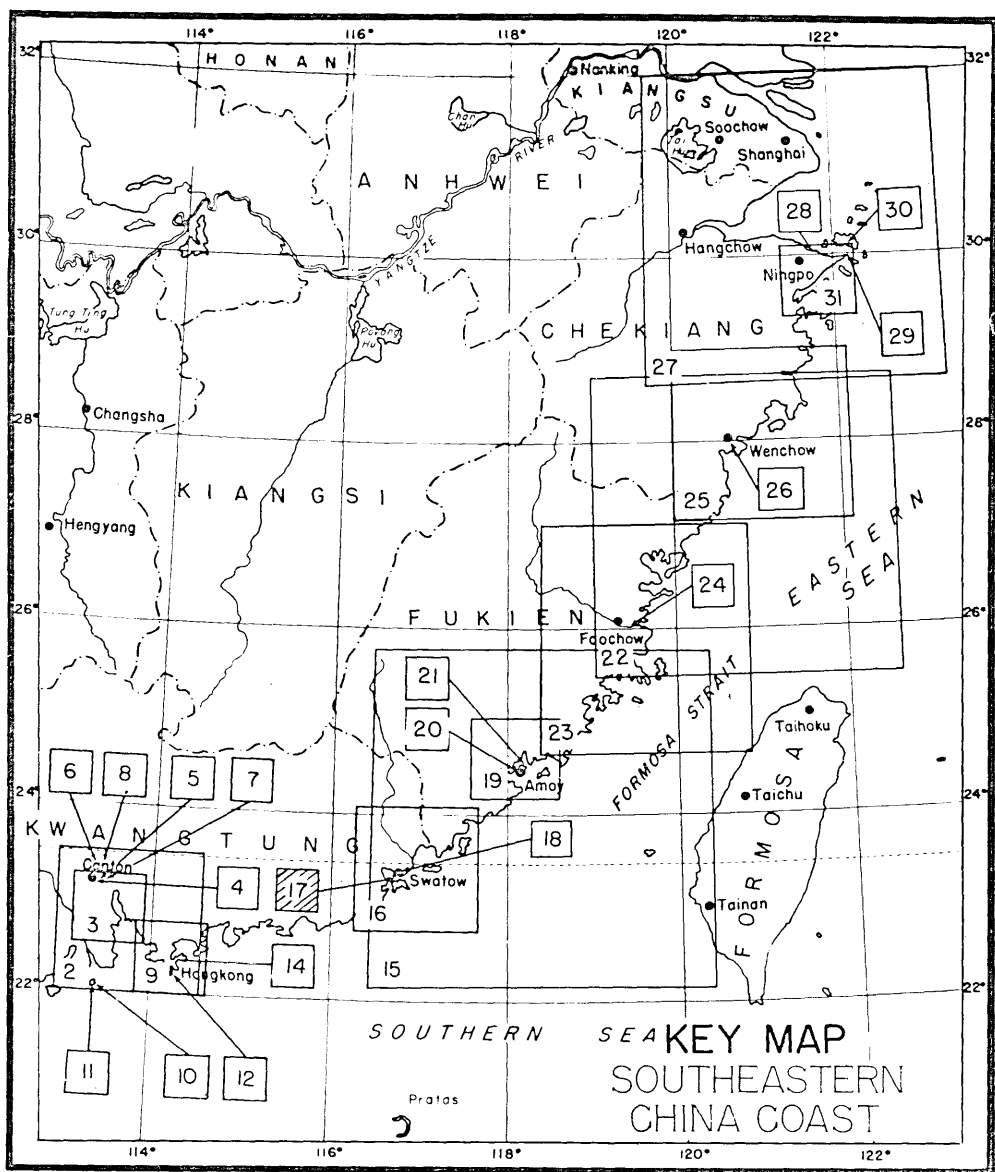 114° 116° 118° 120° 122°
32° 32°
HONAN
Nanking
KIANGSU
Chao Hu
Soochow
Tai Hu
Shanghai
RIVER
ANHWEI
28 30
30° 30°
Hangchow
YANGTZE
Ningpo
31
Tung Ting Hu
Poyang Hu
CHEKIANG
29
27
Changsha
28° 28°
Wenchow
KIANGSI
25 26
Hengyang
EASTERN SEA
24
26° 26°
FUKIEN
Foochow
22
21
FORMOSA STRAIT
20
23
Taihoku
6 8 5 7
19
Amoy
24° 24°
Taichu
KWANGTUNG
18
Canton
4
17
Swatow
FORMOSA
3
16
Tainan
2 9
Hongkong
14
15
22° 22°
SOUTHERN SEA
KEY MAP
SOUTHEASTERN
CHINA COAST
11 10 12
Pratas
114° 116° 118° 120° 122°